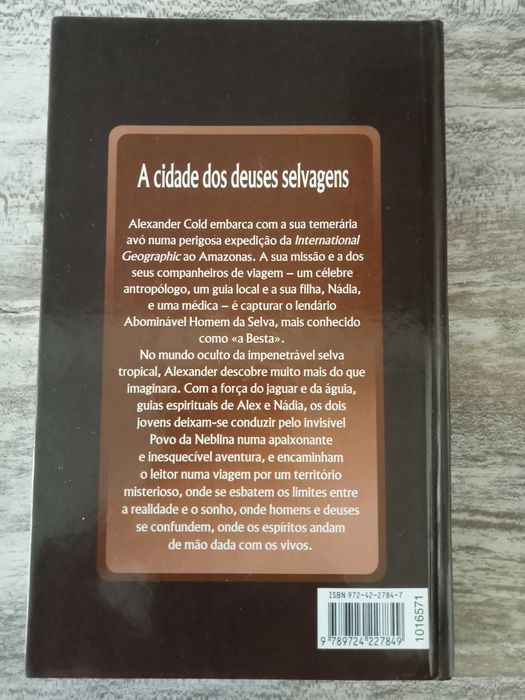 A cidade dos deuses selvagens
Alexander Cold embarca com a sua temerária
avó numa perigosa expedição da International
Geographic ao Amazonas. A sua missão e a dos
seus companheiros de viagem – um célebre
antropólogo, um guia local e a sua filha, Nádia,
e uma médica – é capturar o lendário
Abominável Homem da Selva, mais conhecido
como «a Besta».
No mundo oculto da impenetrável selva
tropical, Alexander descobre muito mais do que
imaginara. Com a força do jaguar e da águia,
guias espirituais de Alex e Nádia, os dois
jovens deixam-se conduzir pelo invisível
Povo da Neblina numa apaixonante
e inesquecível aventura, e encaminham
o leitor numa viagem por um território
misterioso, onde se esbatem os limites entre
a realidade e o sonho, onde homens e deuses
se confundem, onde os espíritos andam
de mão dada com os vivos.
ISBN 972-42-2784-7
9 789724 227849
1016571